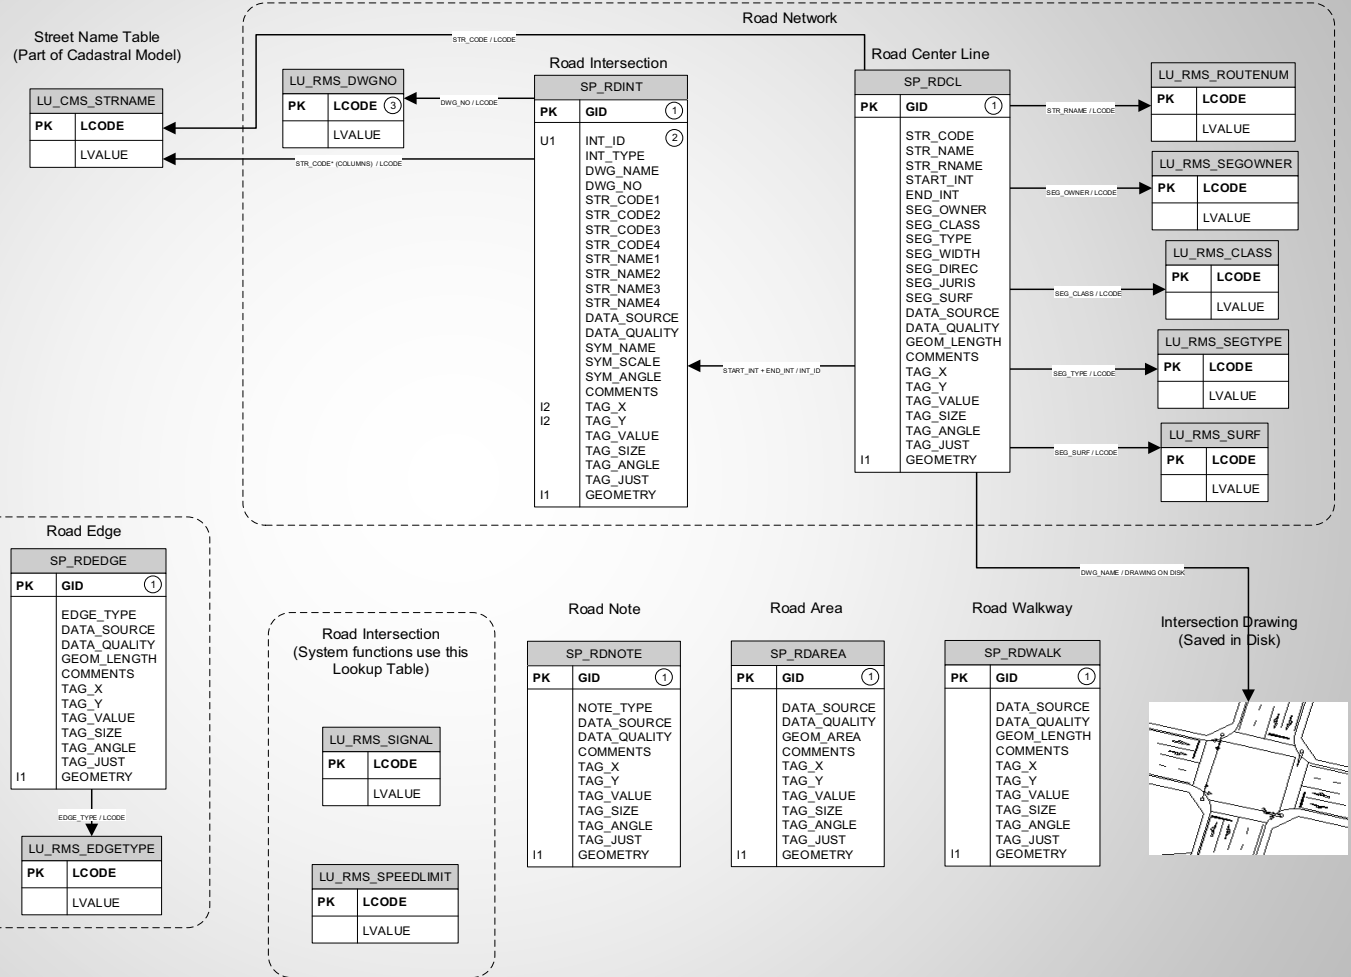 Road Network
Street Name Table
(Part of Cadastral Model)
LU_CMS_STRNAME
PK LCODE
LVALUE
STR_CODE / LCODE
LU_RMS_DWGNO
PK LCODE 3
LVALUE
DWG_NO / LCODE
STR_CODE* (COLUMNS) / LCODE
Road Intersection
SP_RDINT
PK GID 1
U1 INT_ID 2
INT_TYPE
DWG_NAME
DWG_NO
STR_CODE1
STR_CODE2
STR_CODE3
STR_CODE4
STR_NAME1
STR_NAME2
STR_NAME3
STR_NAME4
DATA_SOURCE
DATA_QUALITY
SYM_NAME
SYM_SCALE
SYM_ANGLE
COMMENTS
I2 TAG_X
I2 TAG_Y
TAG_VALUE
TAG_SIZE
TAG_ANGLE
TAG_JUST
I1 GEOMETRY
START_INT + END_INT / INT_ID
Road Center Line
SP_RDCL
PK GID 1
STR_CODE
STR_NAME
STR_RNAME
START_INT
END_INT
SEG_OWNER
SEG_CLASS
SEG_TYPE
SEG_WIDTH
SEG_DIREC
SEG_JURIS
SEG_SURF
DATA_SOURCE
DATA_QUALITY
GEOM_LENGTH
COMMENTS
TAG_X
TAG_Y
TAG_VALUE
TAG_SIZE
TAG_ANGLE
TAG_JUST
I1 GEOMETRY
STR_RNAME / LCODE
LU_RMS_ROUTENUM
PK LCODE
LVALUE
SEG_OWNER / LCODE
LU_RMS_SEGOWNER
PK LCODE
LVALUE
SEG_CLASS / LCODE
LU_RMS_CLASS
PK LCODE
LVALUE
SEG_TYPE / LCODE
LU_RMS_SEGTYPE
PK LCODE
LVALUE
SEG_SURF / LCODE
LU_RMS_SURF
PK LCODE
LVALUE
DWG_NAME / DRAWING ON DISK
Intersection Drawing
(Saved in Disk)
Road Edge
SP_RDEDGE
PK GID 1
EDGE_TYPE
DATA_SOURCE
DATA_QUALITY
GEOM_LENGTH
COMMENTS
TAG_X
TAG_Y
TAG_VALUE
TAG_SIZE
TAG_ANGLE
TAG_JUST
I1 GEOMETRY
EDGE_TYPE / LCODE
LU_RMS_EDGETYPE
PK LCODE
LVALUE
Road Intersection
(System functions use this
Lookup Table)
LU_RMS_SIGNAL
PK LCODE
LVALUE
LU_RMS_SPEEDLIMIT
PK LCODE
LVALUE
Road Note
SP_RDNOTE
PK GID 1
NOTE_TYPE
DATA_SOURCE
DATA_QUALITY
COMMENTS
TAG_X
TAG_Y
TAG_VALUE
TAG_SIZE
TAG_ANGLE
TAG_JUST
I1 GEOMETRY
Road Area
SP_RDAREA
PK GID 1
DATA_SOURCE
DATA_QUALITY
GEOM_AREA
COMMENTS
TAG_X
TAG_Y
TAG_VALUE
TAG_SIZE
TAG_ANGLE
TAG_JUST
I1 GEOMETRY
Road Walkway
SP_RDWALK
PK GID 1
DATA_SOURCE
DATA_QUALITY
GEOM_LENGTH
COMMENTS
TAG_X
TAG_Y
TAG_VALUE
TAG_SIZE
TAG_ANGLE
TAG_JUST
I1 GEOMETRY